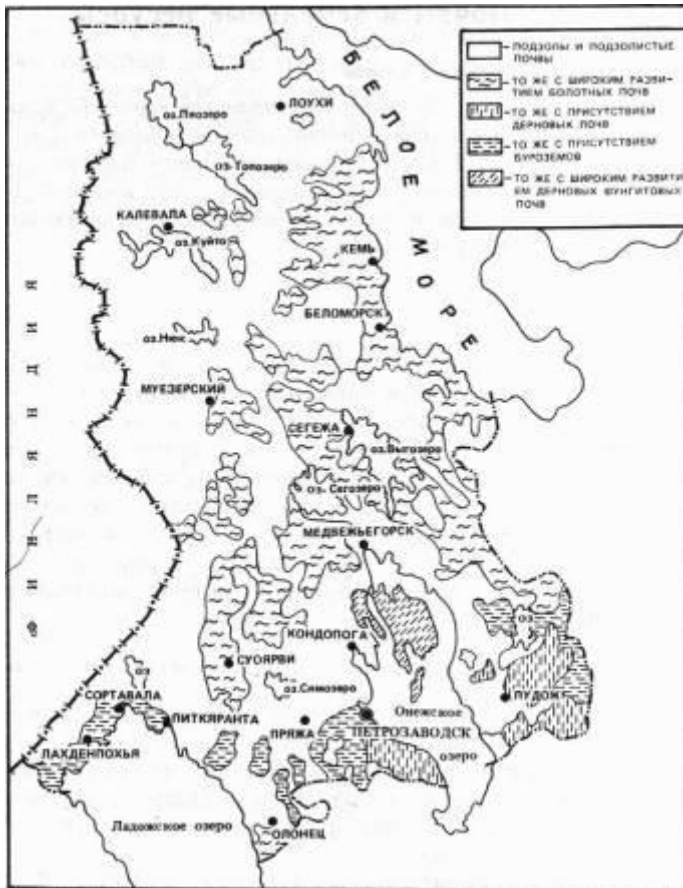 БЕЛОЕ МОРЕ
ПОДЗОЛЫ И ПОДЗОЛИСТЫЕ
ПОЧВЫ
ТО ЖЕ С ШИРОКИМ РАЗВИ-
ТИЕМ БОЛОТНЫХ ПОЧВ
ТО ЖЕ С ПРИСУТСТВИЕМ
ДЕРНОВЫХ ПОЧВ
ТО ЖЕ С ПРИСУТСТВИЕМ
БУРОЗЕМОВ
ТО ЖЕ С ШИРОКИМ РАЗВИТИ
ЕМ ДЕРНОВЫХ ШУНГИТОВЫХ
ПОЧВ
ЛОУХИ
оз.Пяозеро
оз.Топозеро
КАЛЕВАЛА
оз.Куйто
КЕМЬ
БЕЛОМОРСК
оз.Нюк
ФИНЛЯНДИЯ
МУЕЗЕРСКИЙ
СЕГЕЖА
оз.Выгозеро
оз. Сегозеро
МЕДВЕЖЬЕГОРСК
оз
КОНДОПОГА
СУОЯРВИ
оз
оз.Сямозеро
ПУДОЖ
СОРТАВАЛА
ПИТКЯРАНТА
ПРЯЖА
Онежское
ПЕТРОЗАВОДСК
озеро
ЛАХДЕНПОХЬЯ
Ладожское озеро
ОЛОНЕЦ